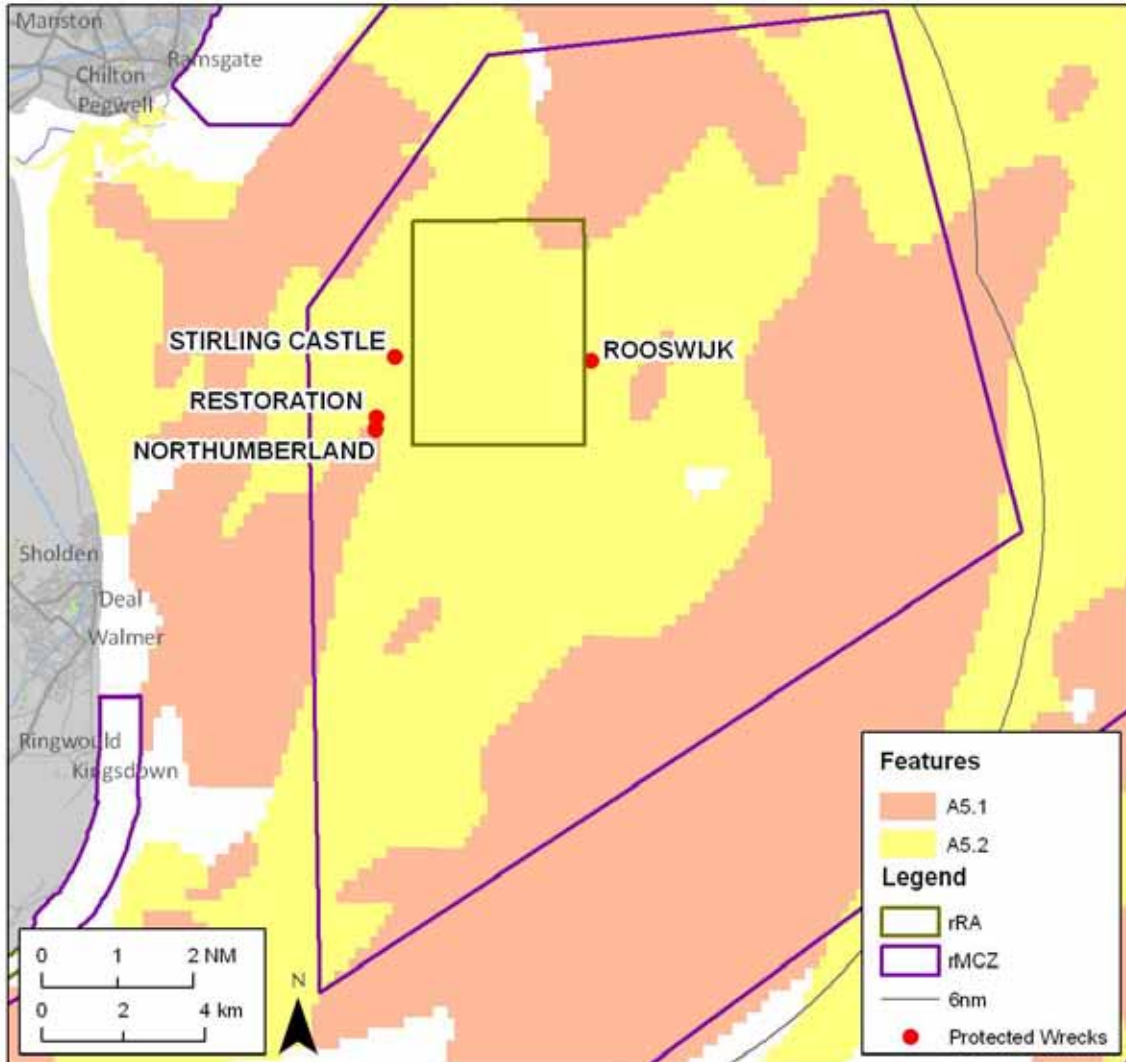 Manston
Ramsgate
Chilton
Pegwell
STIRLING CASTLE
ROOSWIJK
RESTORATION
NORTHUMBERLAND
Sholden
Deal
Walmer
Ringwould
Kingsdown
Features
A5.1
A5.2
Legend
rRA
rMCZ
6nm
Protected Wrecks
0 1 2 NM
0 2 4 km
N